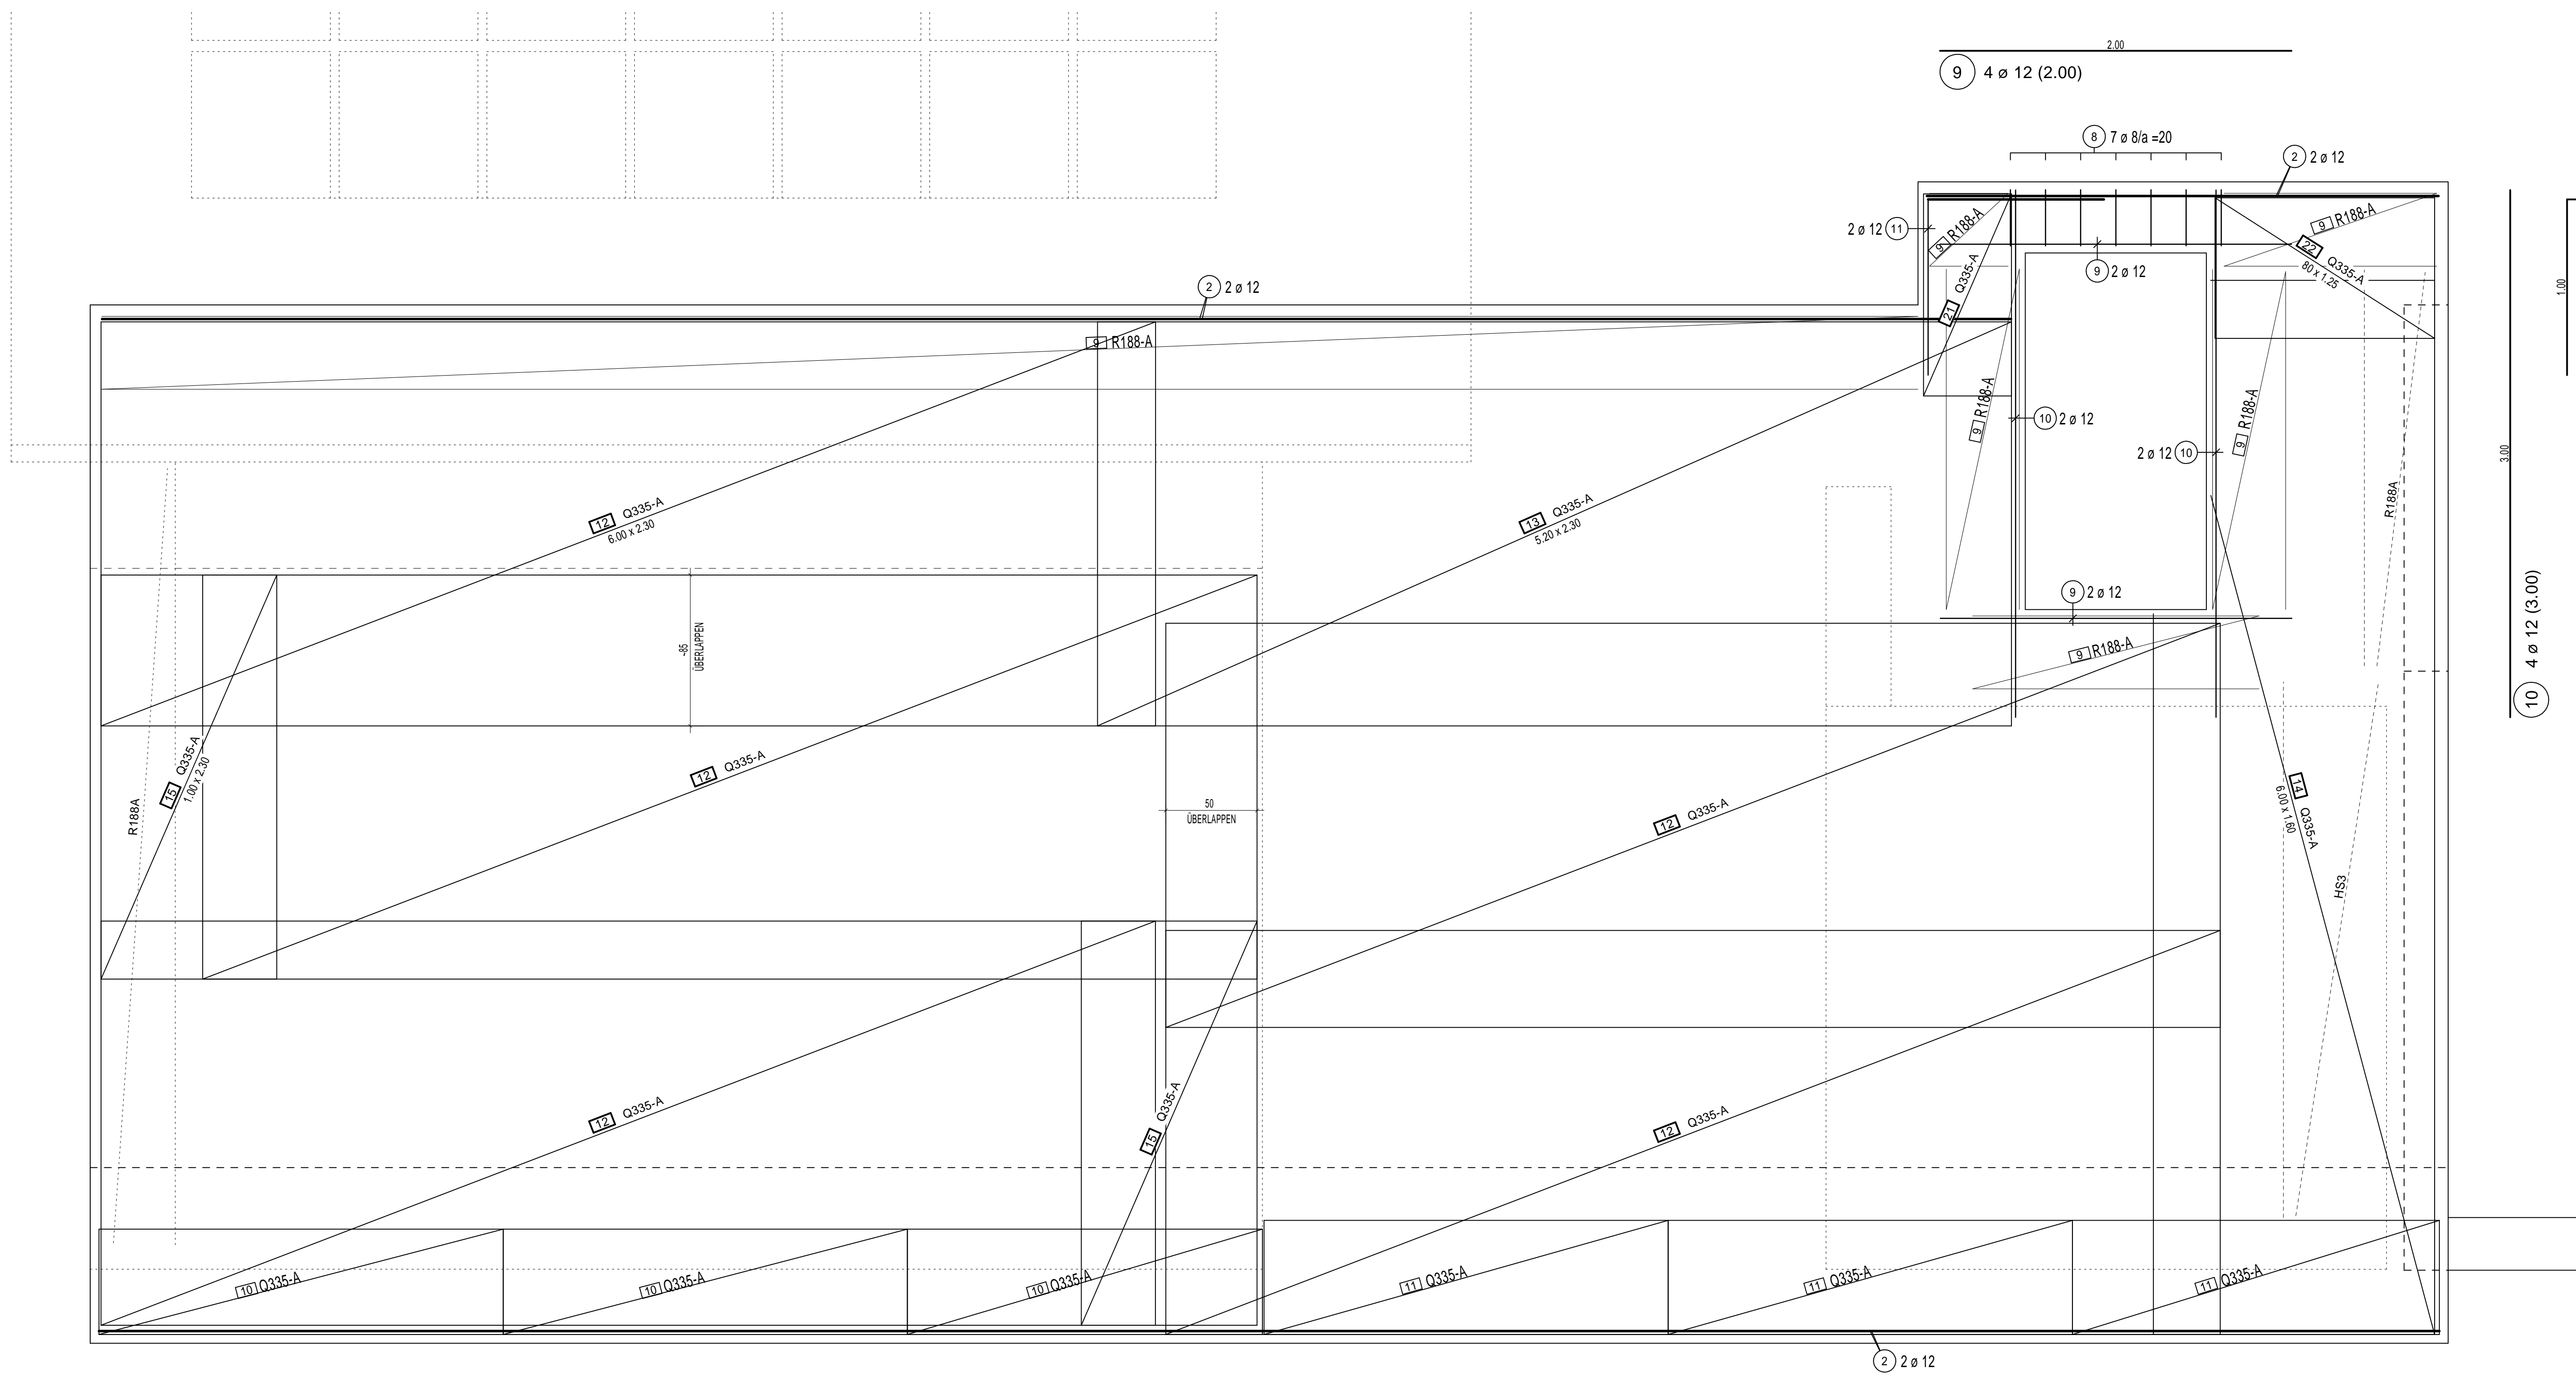 2.00
9 4 ø 12 (2.00)
8 7 ø 8/a =20
2 2 ø 12
9 R188-A
9 R188-A
22 Q335-A
80 x 1.25
2 ø 12 11
9 2 ø 12
21 Q335-A
1.00
2 2 ø 12
9 R188-A
9 R188-A
10 2 ø 12
9 R188-A
2 ø 12 10
3.00
R188A
12 Q335-A
6.00 x 2.30
13 Q335-A
5.20 x 2.30
9 2 ø 12
10 4 ø 12 (3.00)
~85
ÜBERLAPPEN
9 R188-A
15 Q335-A
1.00 x 2.30
12 Q335-A
R188A
50
ÜBERLAPPEN
12 Q335-A
14 Q335-A
6.00 x 1.60
HS3
12 Q335-A
15 Q335-A
12 Q335-A
10 Q335-A
10 Q335-A
10 Q335-A
11 Q335-A
11 Q335-A
11 Q335-A
2 2 ø 12